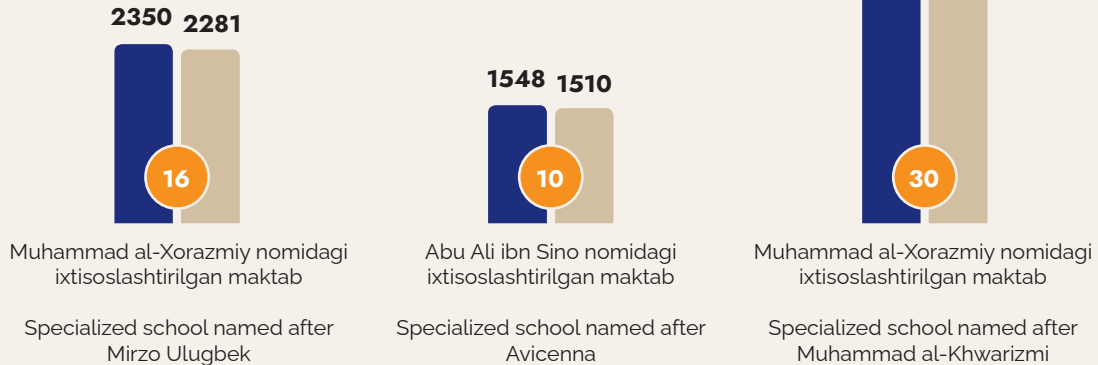 2350 2281
1548 1510
16
10
30
Muhammad al-Xorazmiy nomidagi
ixtisoslashtirilgan maktab
Specialized school named after
Mirzo Ulugbek
Abu Ali ibn Sino nomidagi
ixtisoslashtirilgan maktab
Specialized school named after
Avicenna
Muhammad al-Xorazmiy nomidagi
ixtisoslashtirilgan maktab
Specialized school named after
Muhammad al-Khwarizmi